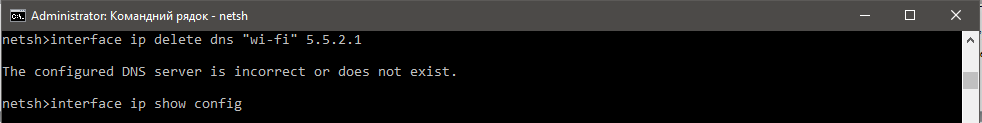 Administrator: Командний рядок - netsh
netsh>interface ip delete dns "wi-fi" 5.5.2.1
The configured DNS server is incorrect or does not exist.
netsh>interface ip show config